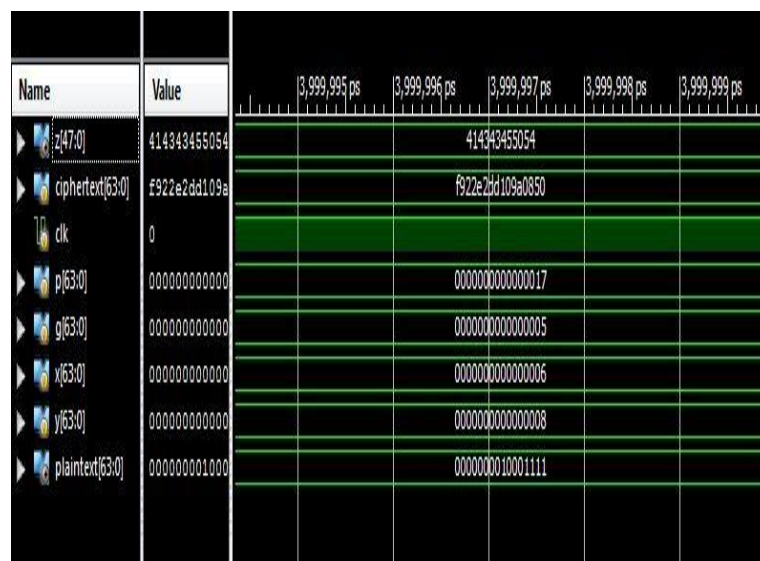 Name Value 3,999,995 ps 3,999,996 ps 3,999,997 ps 3,999,998 ps 3,999,999 ps
z[47:0] 414343455054 414343455054
ciphertext[63:0] f922e2dd109a f922e2dd109a0850
clk 0
p[63:0] 000000000000 0000000000000017
g[63:0] 000000000000 0000000000000005
x[63:0] 000000000000 0000000000000006
y[63:0] 000000000000 0000000000000008
plaintext[63:0] 000000001000 0000000010001111